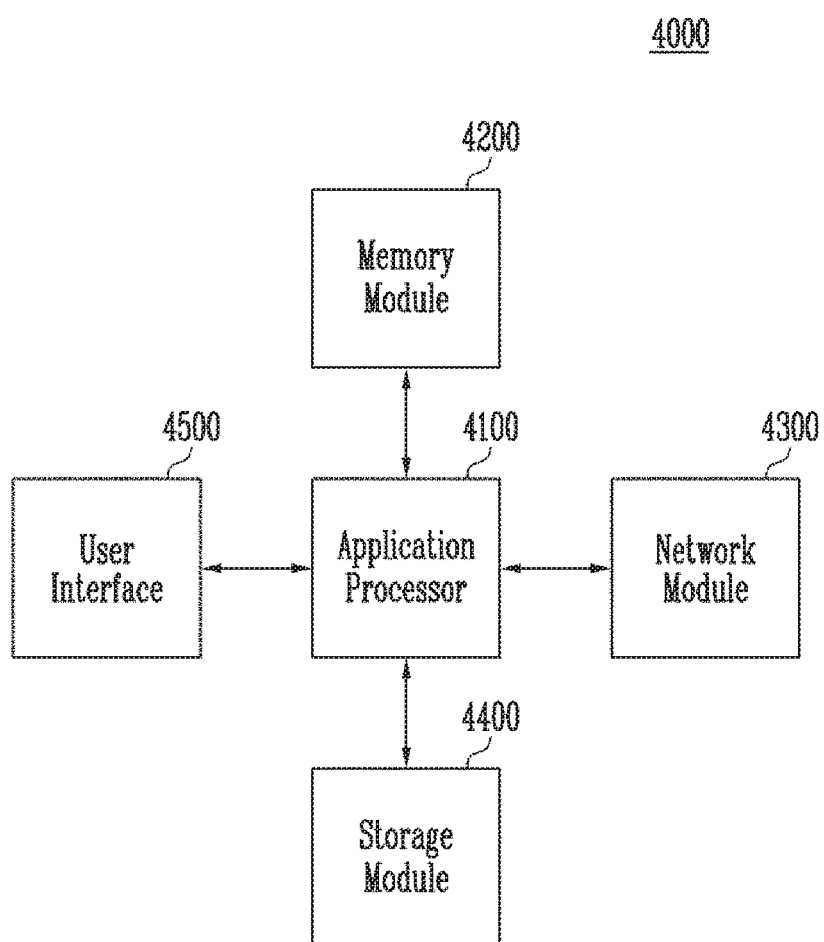 4000
4200
Memory
Module
4500
4100
4300
User
Interface
Application
Processor
Network
Module
4400
Storage
Module